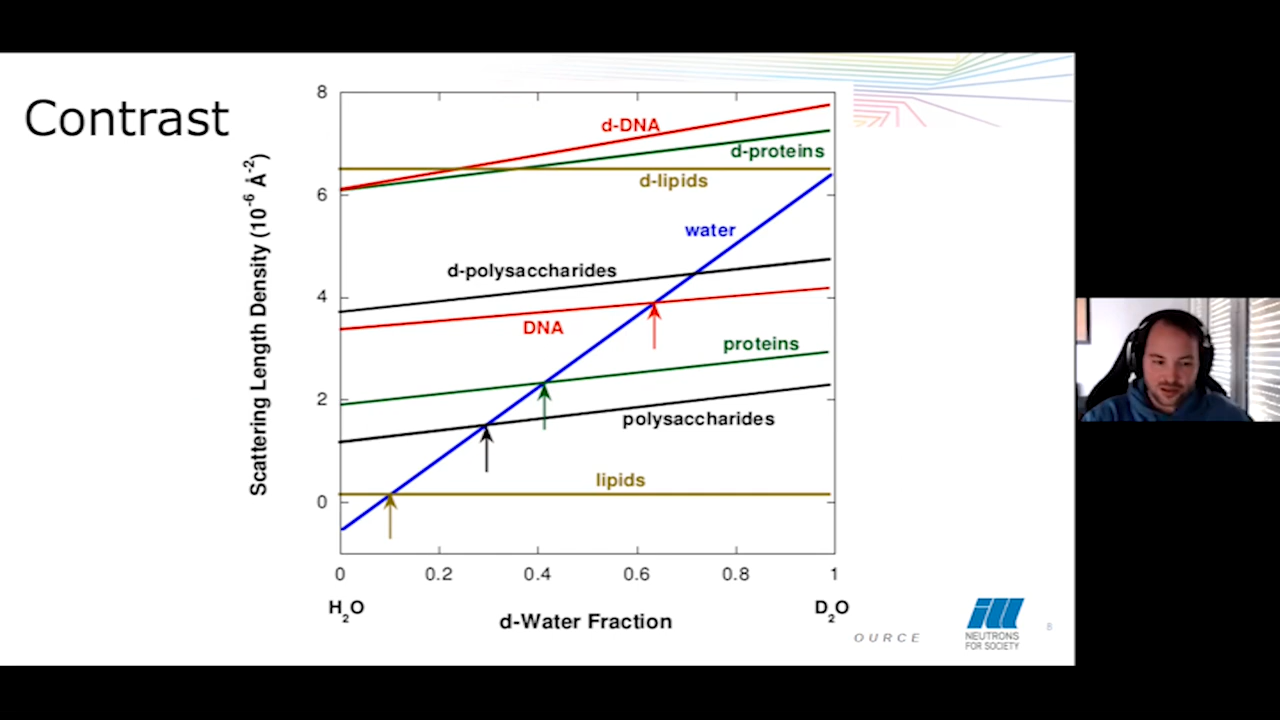 Contrast
Scattering Length Density (10⁻⁶ Å⁻²)
8
6
4
2
0
d-DNA
d-proteins
d-lipids
water
d-polysaccharides
DNA
proteins
polysaccharides
lipids
0 0.2 0.4 0.6 0.8 1
H₂O D₂O
d-Water Fraction
OURCE
ill
NEUTRONS
FOR SOCIETY
8